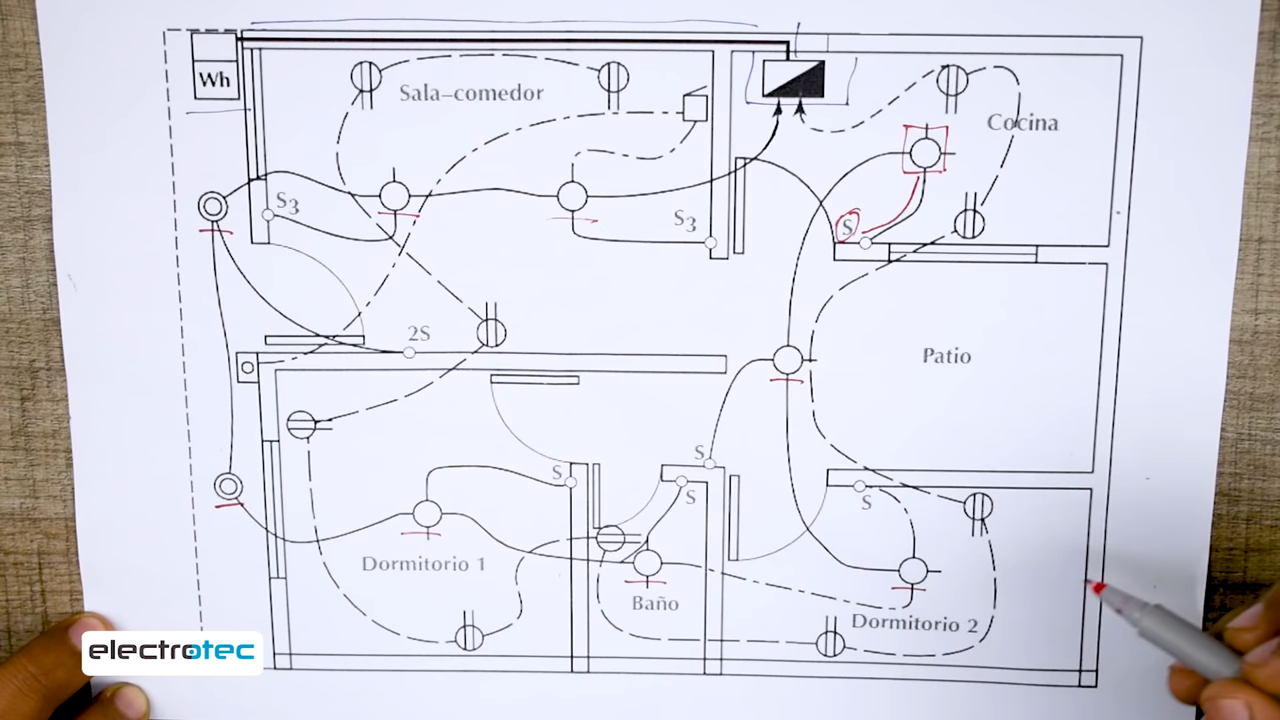 Wh
Sala–comedor
Cocina
S3
S3
S
2S
Patio
S
S
S
S
Dormitorio 1
Baño
Dormitorio 2
electrotec